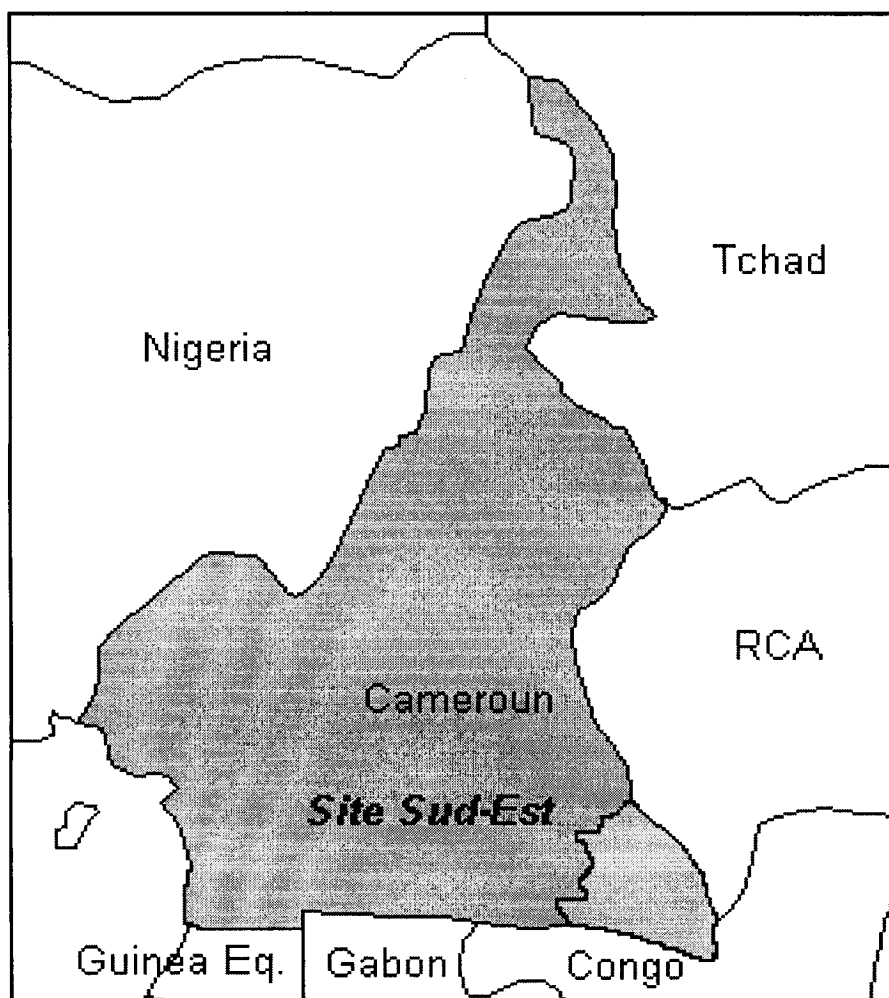 Tchad
Nigeria
RCA
Cameroun
Site Sud-Est
Guinea Eq.
Gabon
Congo